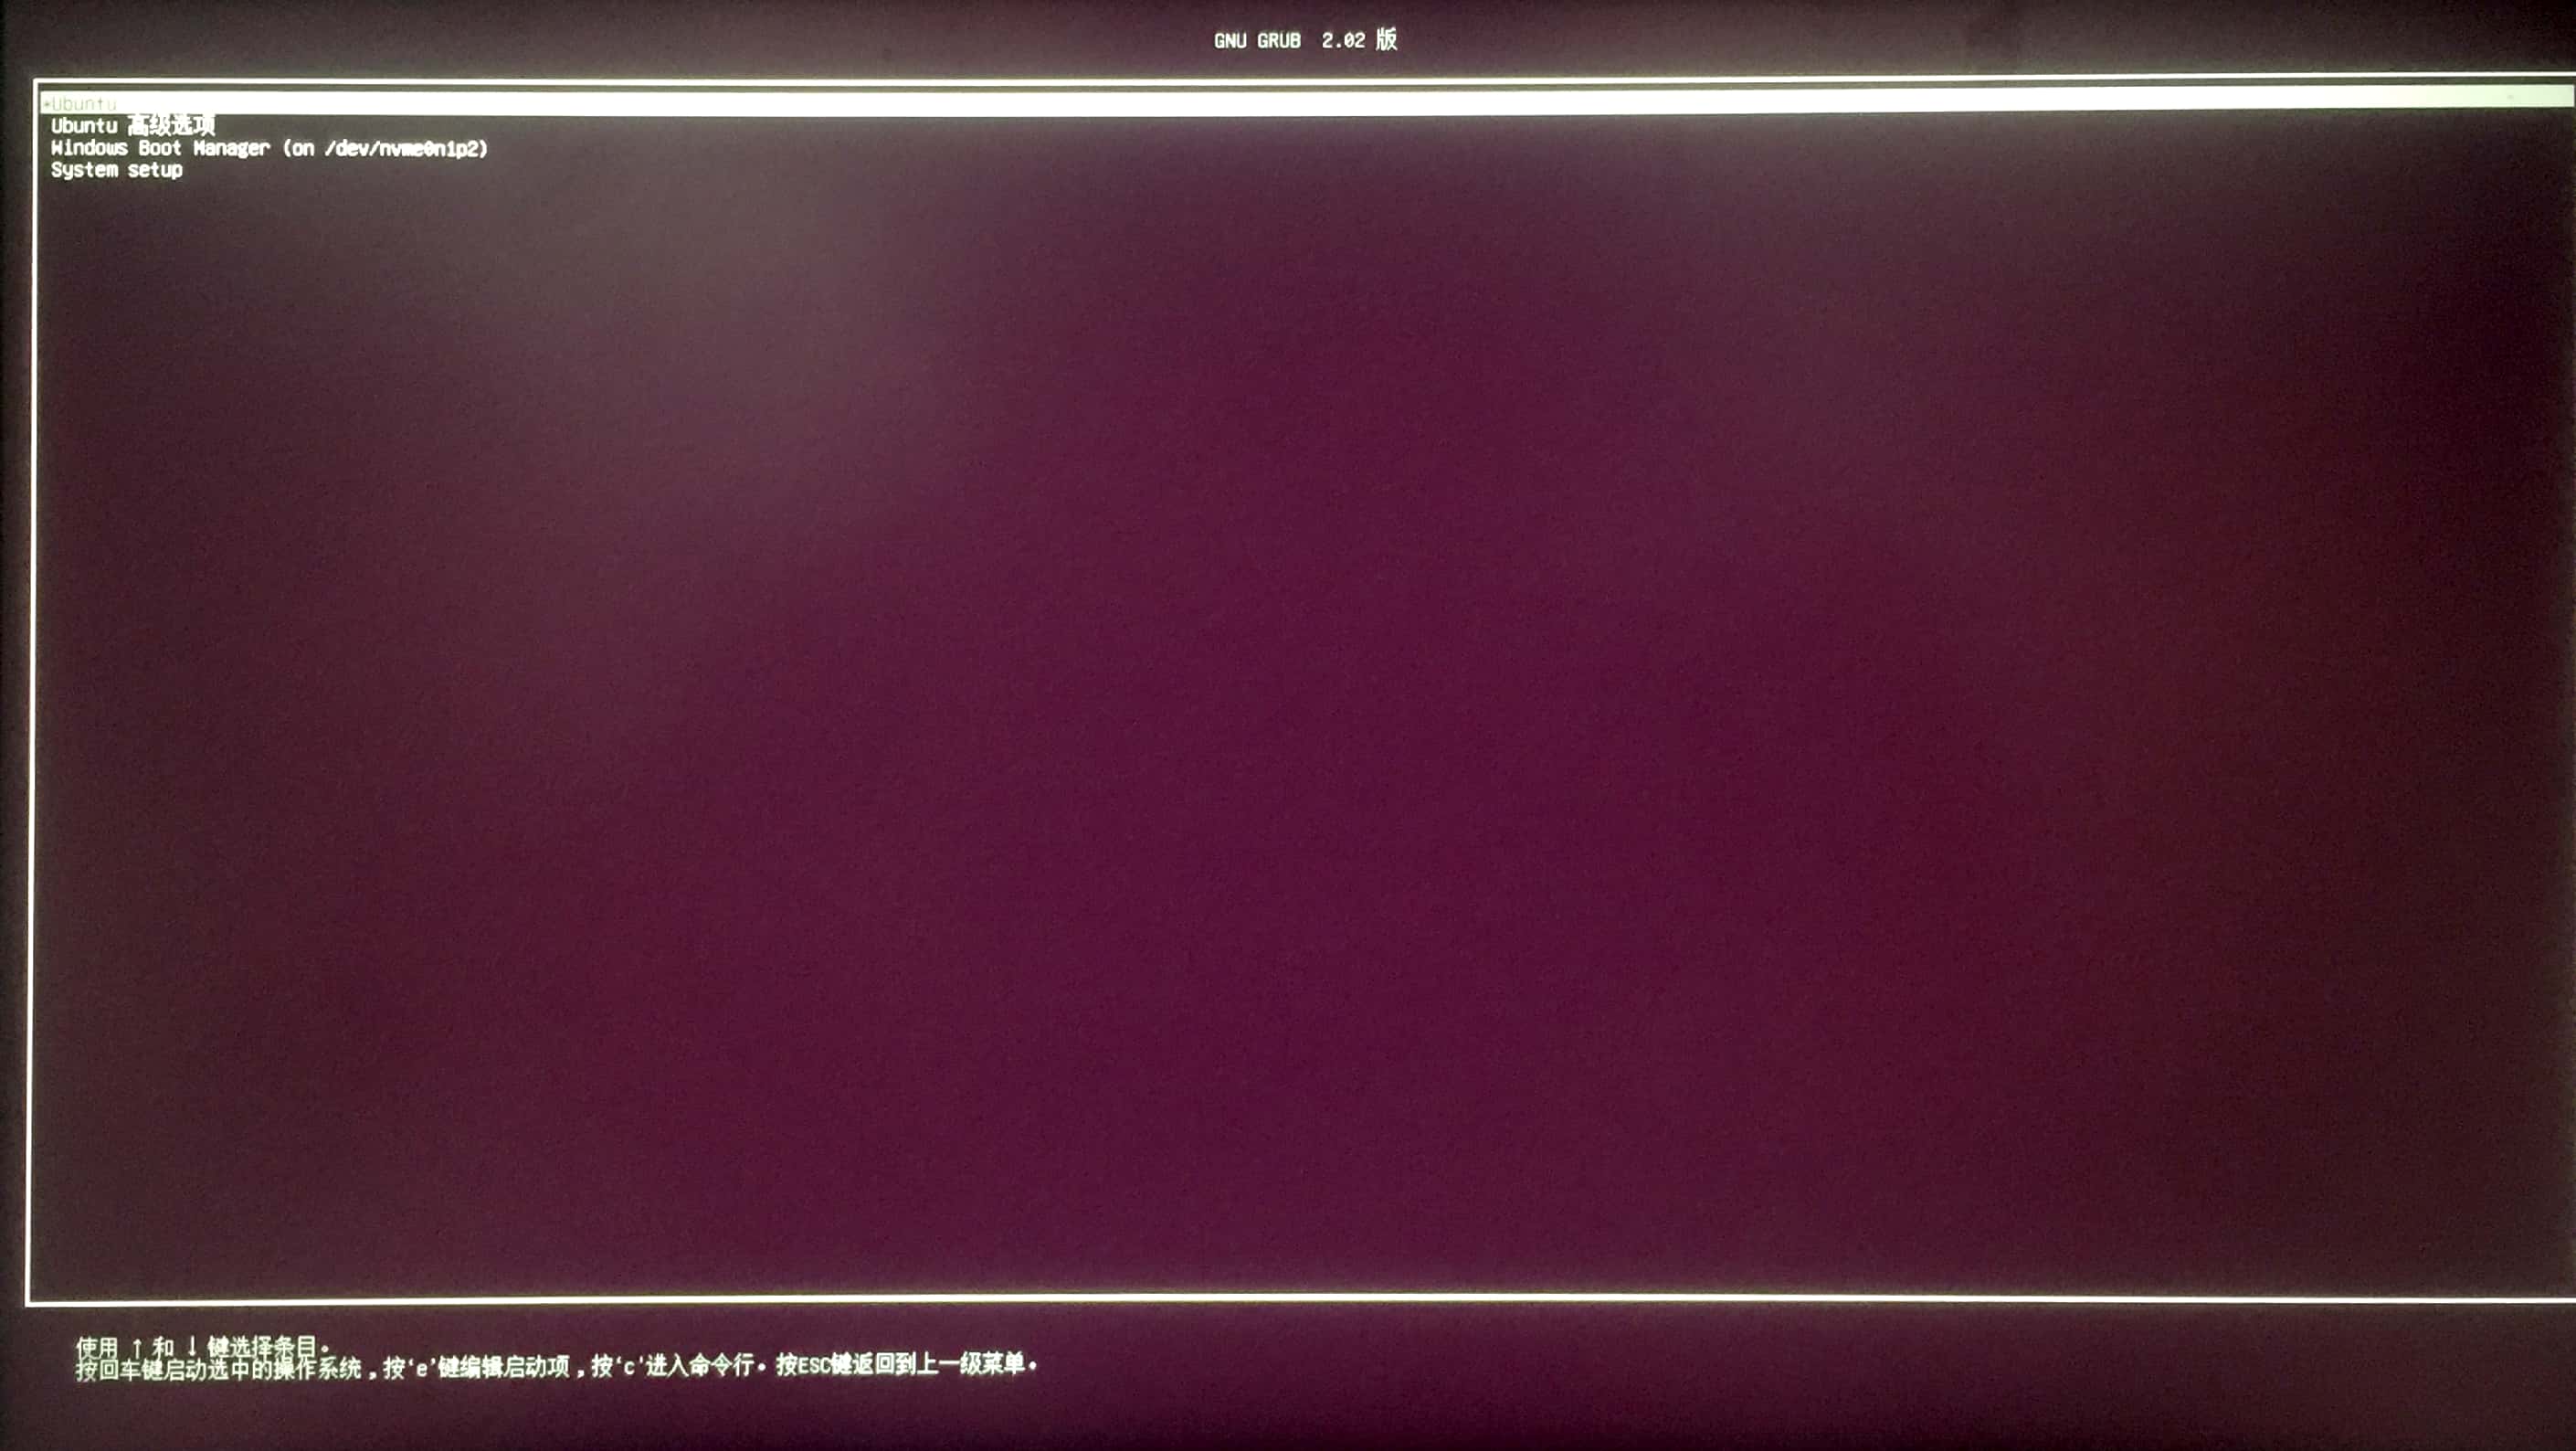 GNU GRUB  2.02 版
*Ubuntu
Ubuntu 高级选项
Windows Boot Manager (on /dev/nvme0n1p2)
System setup
使用 ↑ 和 ↓ 键选择条目。
按回车键启动选中的操作系统，按‘e’键编辑启动项，按‘c’进入命令行。按ESC键返回到上一级菜单。